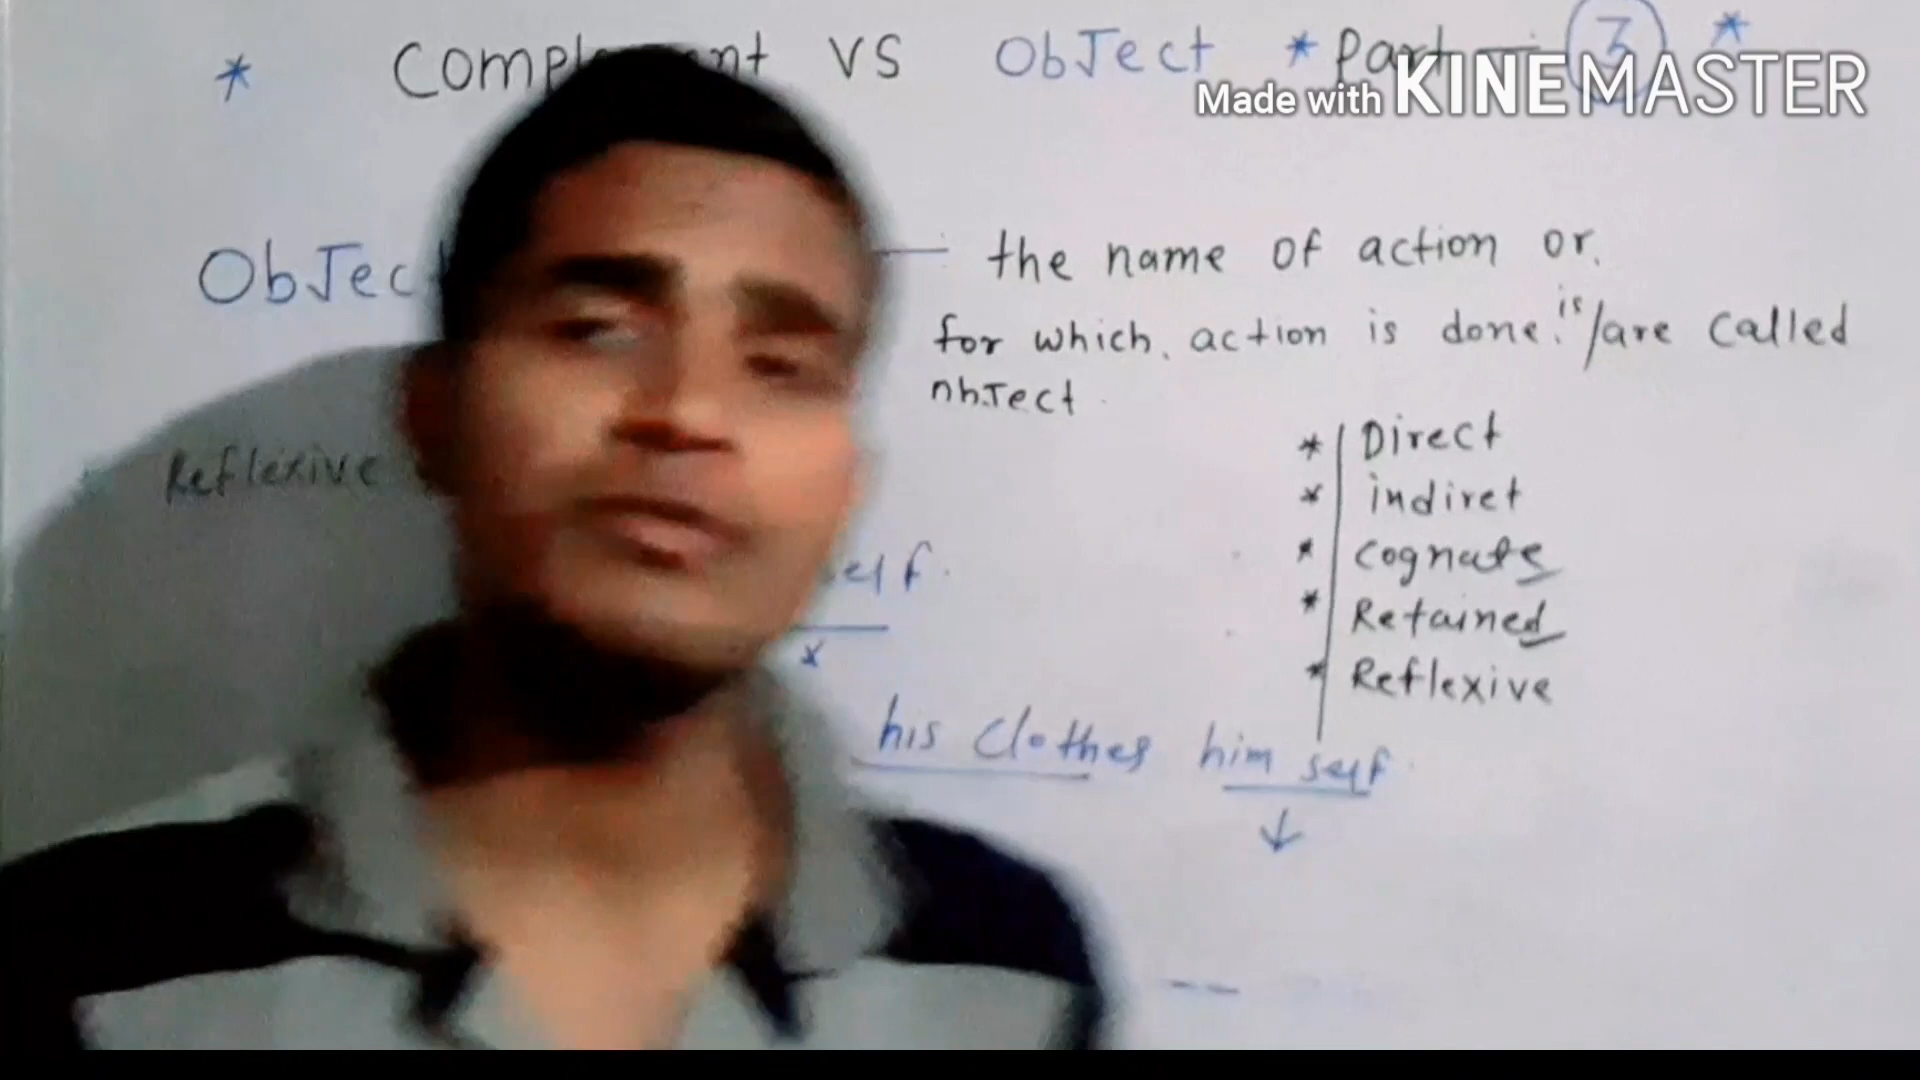 * Complement VS ObJect * Part - 3 *
Made with KINEMASTER
ObJect — the name of action or.
for which. action is done. is/are called
obJect.
* Direct
Reflexive
* indiret
* Cognate
self.
* Retained
x
* Reflexive
his clothes him self
↓